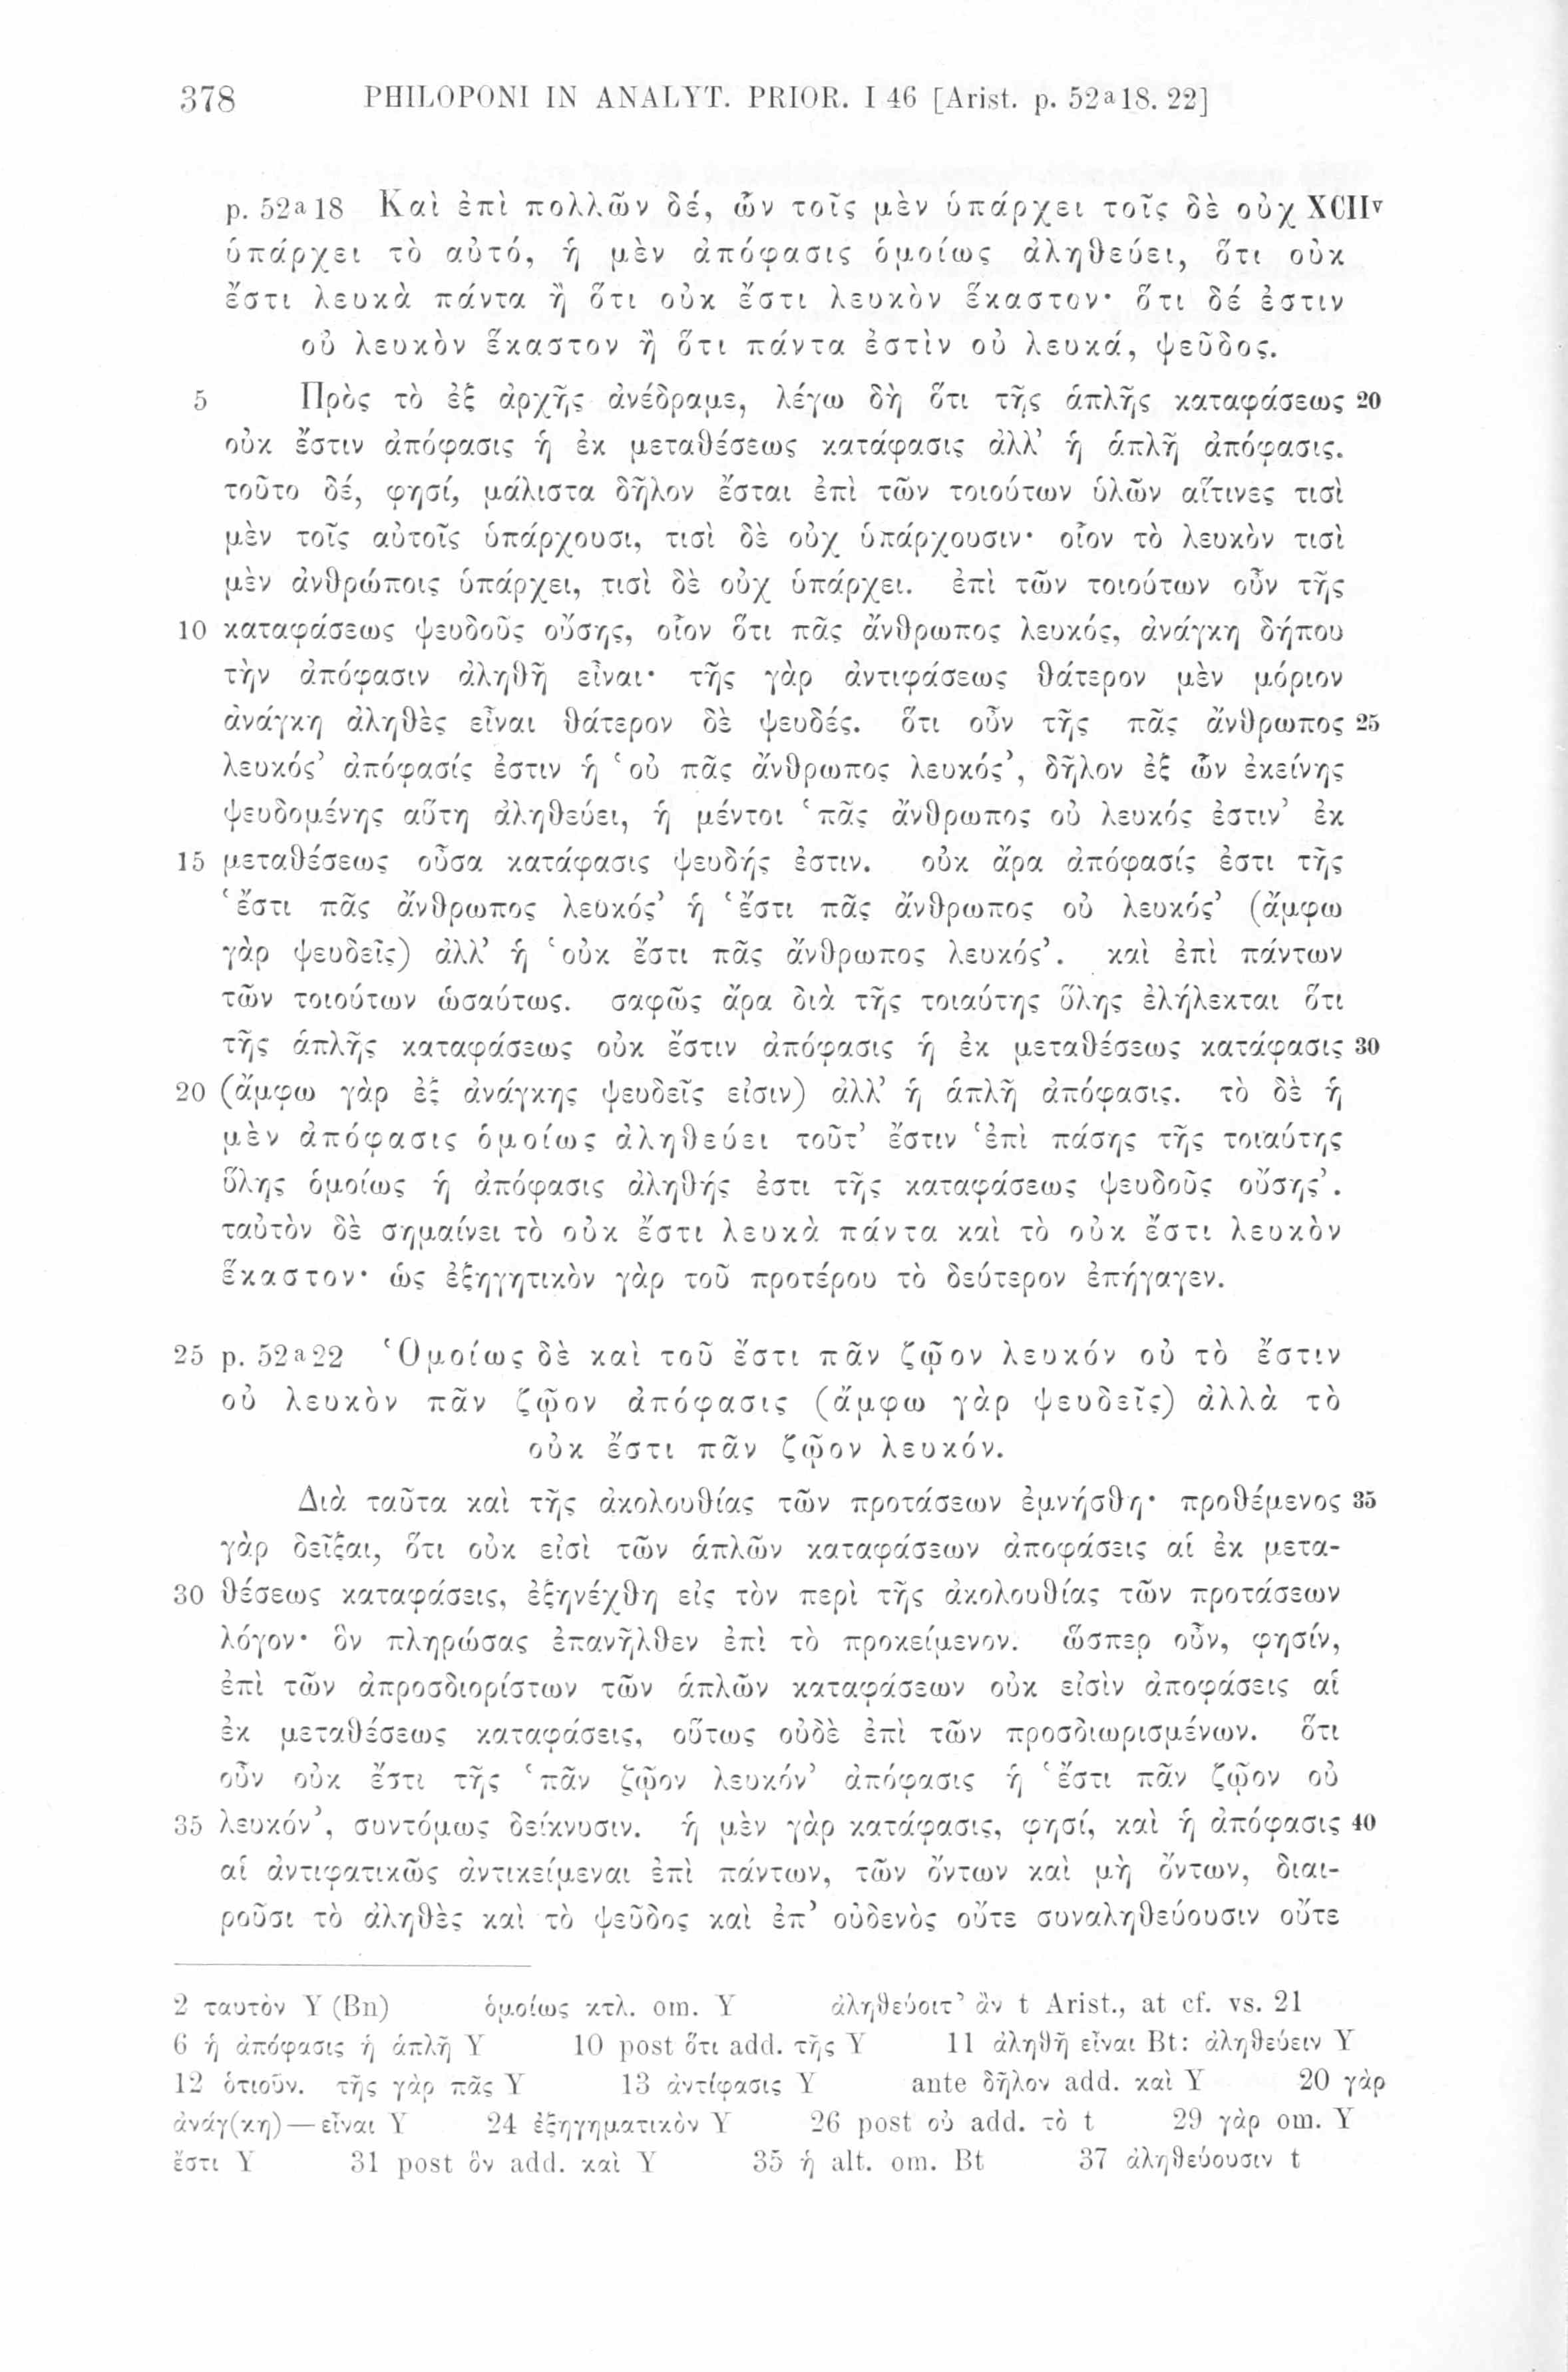 378 PHILOPONI IN ANALYT. PRIOR. I 46 [Arist. p. 52a18. 22]
p. 52a18 Καὶ ἐπὶ πολλῶν δέ, ὧν τοῖς μὲν ὑπάρχει τοῖς δὲ οὐχ XCIIv
ὑπάρχει τὸ αὐτό, ἡ μὲν ἀπόφασις ὁμοίως ἀληθεύει, ὅτι οὐκ
ἔστι λευκὰ πάντα ἢ ὅτι οὐκ ἔστι λευκὸν ἕκαστον· ὅτι δέ ἐστιν
οὐ λευκὸν ἕκαστον ἢ ὅτι πάντα ἐστὶν οὐ λευκά, ψεῦδος.
5 Πρὸς τὸ ἐξ ἀρχῆς ἀνέδραμε, λέγω δὴ ὅτι τῆς ἁπλῆς καταφάσεως 20
οὐκ ἔστιν ἀπόφασις ἡ ἐκ μεταθέσεως κατάφασις ἀλλ’ ἡ ἁπλῆ ἀπόφασις.
τοῦτο δέ, φησί, μάλιστα δῆλον ἔσται ἐπὶ τῶν τοιούτων ὑλῶν αἵτινες τισὶ
μὲν τοῖς αὐτοῖς ὑπάρχουσι, τισὶ δὲ οὐχ ὑπάρχουσιν· οἷον τὸ λευκὸν τισὶ
μὲν ἀνθρώποις ὑπάρχει, τισὶ δὲ οὐχ ὑπάρχει. ἐπὶ τῶν τοιούτων οὖν τῆς
10 καταφάσεως ψευδοῦς οὔσης, οἷον ὅτι πᾶς ἄνθρωπος λευκός, ἀνάγκη δήπου
τὴν ἀπόφασιν ἀληθῆ εἶναι· τῆς γὰρ ἀντιφάσεως θάτερον μὲν μόριον
ἀνάγκη ἀληθὲς εἶναι θάτερον δὲ ψευδές. ὅτι οὖν τῆς πᾶς ἄνθρωπος 25
λευκός’ ἀπόφασίς ἐστιν ἡ ‘οὐ πᾶς ἄνθρωπος λευκός’, δῆλον ἐξ ὧν ἐκείνης
ψευδομένης αὕτη ἀληθεύει, ἡ μέντοι ‘πᾶς ἄνθρωπος οὐ λευκός ἐστιν’ ἐκ
15 μεταθέσεως οὖσα κατάφασις ψευδής ἐστιν. οὐκ ἄρα ἀπόφασίς ἐστι τῆς
‘ἔστι πᾶς ἄνθρωπος λευκός’ ἡ ‘ἔστι πᾶς ἄνθρωπος οὐ λευκός’ (ἄμφω
γὰρ ψευδεῖς) ἀλλ’ ἡ ‘οὐκ ἔστι πᾶς ἄνθρωπος λευκός’. καὶ ἐπὶ πάντων
τῶν τοιούτων ὡσαύτως. σαφῶς ἄρα διὰ τῆς τοιαύτης ὕλης ἐλήλεκται ὅτι
τῆς ἁπλῆς καταφάσεως οὐκ ἔστιν ἀπόφασις ἡ ἐκ μεταθέσεως κατάφασις 30
20 (ἄμφω γὰρ ἐξ ἀνάγκης ψευδεῖς εἰσιν) ἀλλ’ ἡ ἁπλῆ ἀπόφασις. τὸ δὲ ἡ
μὲν ἀπόφασις ὁμοίως ἀληθεύει τοῦτ’ ἔστιν ‘ἐπὶ πάσης τῆς τοιαύτης
ὕλης ὁμοίως ἡ ἀπόφασις ἀληθής ἐστι τῆς καταφάσεως ψευδοῦς οὔσης’.
ταὐτὸν δὲ σημαίνει τὸ οὐκ ἔστι λευκὰ πάντα καὶ τὸ οὐκ ἔστι λευκὸν
ἕκαστον· ὡς ἐξηγητικὸν γὰρ τοῦ προτέρου τὸ δεύτερον ἐπήγαγεν.
25 p. 52a22 Ὁμοίως δὲ καὶ τοῦ ἔστι πᾶν ζῷον λευκόν οὐ τὸ ἔστιν
οὐ λευκὸν πᾶν ζῷον ἀπόφασις (ἄμφω γὰρ ψευδεῖς) ἀλλὰ τὸ
οὐκ ἔστι πᾶν ζῷον λευκόν.
Διὰ ταῦτα καὶ τῆς ἀκολουθίας τῶν προτάσεων ἐμνήσθη· προθέμενος 35
γὰρ δεῖξαι, ὅτι οὐκ εἰσὶ τῶν ἁπλῶν καταφάσεων ἀποφάσεις αἱ ἐκ μετα-
30 θέσεως καταφάσεις, ἐξηνέχθη εἰς τὸν περὶ τῆς ἀκολουθίας τῶν προτάσεων
λόγον· ὃν πληρώσας ἐπανῆλθεν ἐπὶ τὸ προκείμενον. ὥσπερ οὖν, φησίν,
ἐπὶ τῶν ἀπροσδιορίστων τῶν ἁπλῶν καταφάσεων οὐκ εἰσὶν ἀποφάσεις αἱ
ἐκ μεταθέσεως καταφάσεις, οὕτως οὐδὲ ἐπὶ τῶν προσδιωρισμένων. ὅτι
οὖν οὐκ ἔστι τῆς ‘πᾶν ζῷον λευκόν’ ἀπόφασις ἡ ‘ἔστι πᾶν ζῷον οὐ
35 λευκόν’, συντόμως δείκνυσιν. ἡ μὲν γὰρ κατάφασις, φησί, καὶ ἡ ἀπόφασις 40
αἱ ἀντιφατικῶς ἀντικείμεναι ἐπὶ πάντων, τῶν ὄντων καὶ μὴ ὄντων, διαι-
ροῦσι τὸ ἀληθὲς καὶ τὸ ψεῦδος καὶ ἐπ’ οὐδενὸς οὔτε συναληθεύουσιν οὔτε
2 ταυτὸν Y (Bn) ὁμοίως κτλ. om. Y ἀληθεύοιτ’ ἂν t Arist., at cf. vs. 21
6 ἡ ἀπόφασις ἡ ἁπλῆ Y 10 post ὅτι add. τῆς Y 11 ἀληθῆ εἶναι Bt: ἀληθεύειν Y
12 ὁτιοῦν. τῆς γὰρ πᾶς Y 13 ἀντίφασις Y ante δῆλον add. καὶ Y 20 γὰρ
ἀνάγ(κη)—εἶναι Y 24 ἐξηγηματικὸν Y 26 post οὐ add. τὸ t 29 γὰρ om. Y
ἔστι Y 31 post ὃν add. καὶ Y 35 ἡ alt. om. Bt 37 ἀληθεύουσιν t